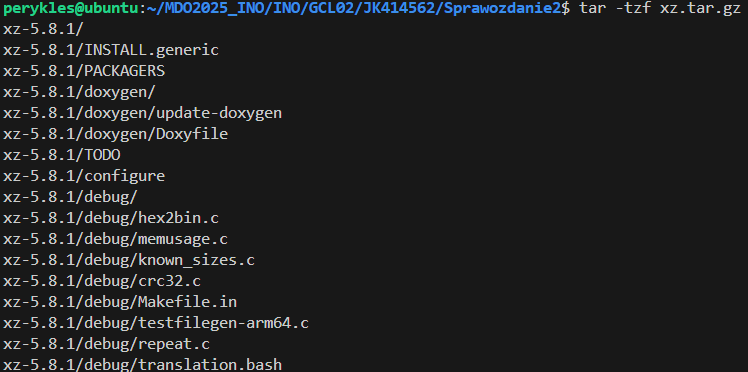 perykles@ubuntu:~/MDO2025_INO/INO/GCL02/JK414562/Sprawozdanie2$ tar -tzf xz.tar.gz
xz-5.8.1/
xz-5.8.1/INSTALL.generic
xz-5.8.1/PACKAGERS
xz-5.8.1/doxygen/
xz-5.8.1/doxygen/update-doxygen
xz-5.8.1/doxygen/Doxyfile
xz-5.8.1/TODO
xz-5.8.1/configure
xz-5.8.1/debug/
xz-5.8.1/debug/hex2bin.c
xz-5.8.1/debug/memusage.c
xz-5.8.1/debug/known_sizes.c
xz-5.8.1/debug/crc32.c
xz-5.8.1/debug/Makefile.in
xz-5.8.1/debug/testfilegen-arm64.c
xz-5.8.1/debug/repeat.c
xz-5.8.1/debug/translation.bash